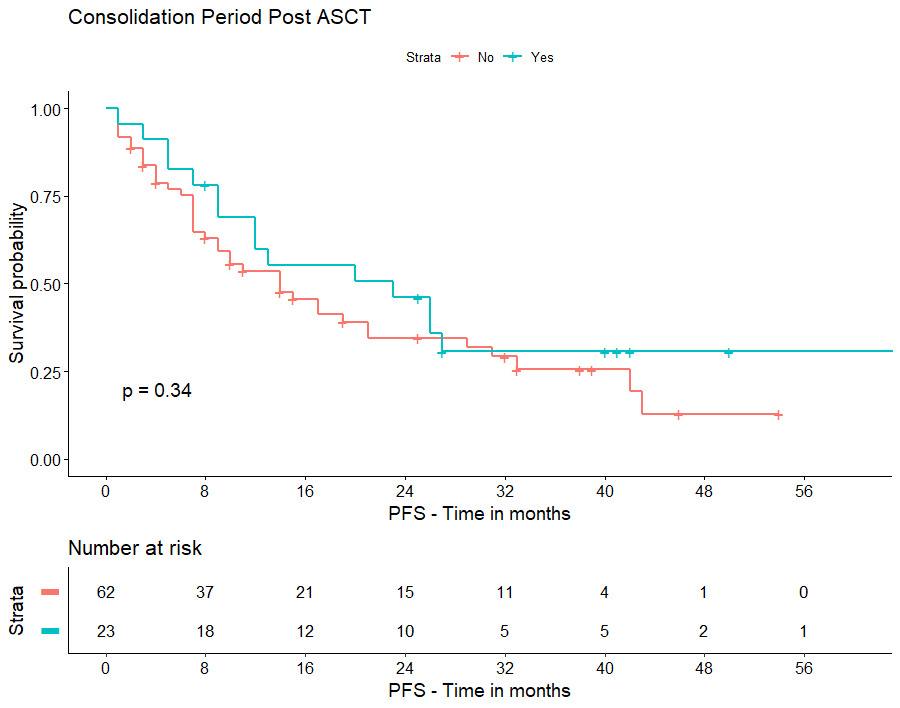 Consolidation Period Post ASCT
Strata No Yes
Survival probability
1.00
0.75
0.50
0.25
0.00
p = 0.34
0 8 16 24 32 40 48 56
PFS - Time in months
Number at risk
Strata
62 37 21 15 11 4 1 0
23 18 12 10 5 5 2 1
0 8 16 24 32 40 48 56
PFS - Time in months